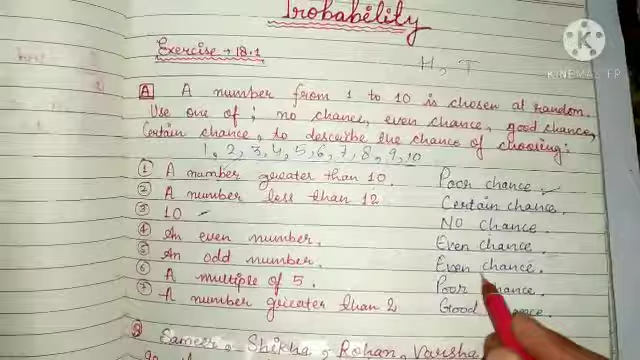 Probability
Exercise → 18.1
H, T
KINEMASTER
A A number from 1 to 10 is chosen at random.
Use one of; no chance, even chance, good chance,
Certain chance, to describe the chance of choosing:
1, 2, 3, 4, 5, 6, 7, 8, 9, 10
① A number greater than 10. Poor chance.
② A number less than 12 Certain chance.
③ 10 No chance.
④ An even number. Even chance.
⑤ An odd number. Even chance.
⑥ A multiple of 5. Poor chance.
⑦ A number greater than 2 Good chance.
Sameer, Shikha, Rohan, Varsha